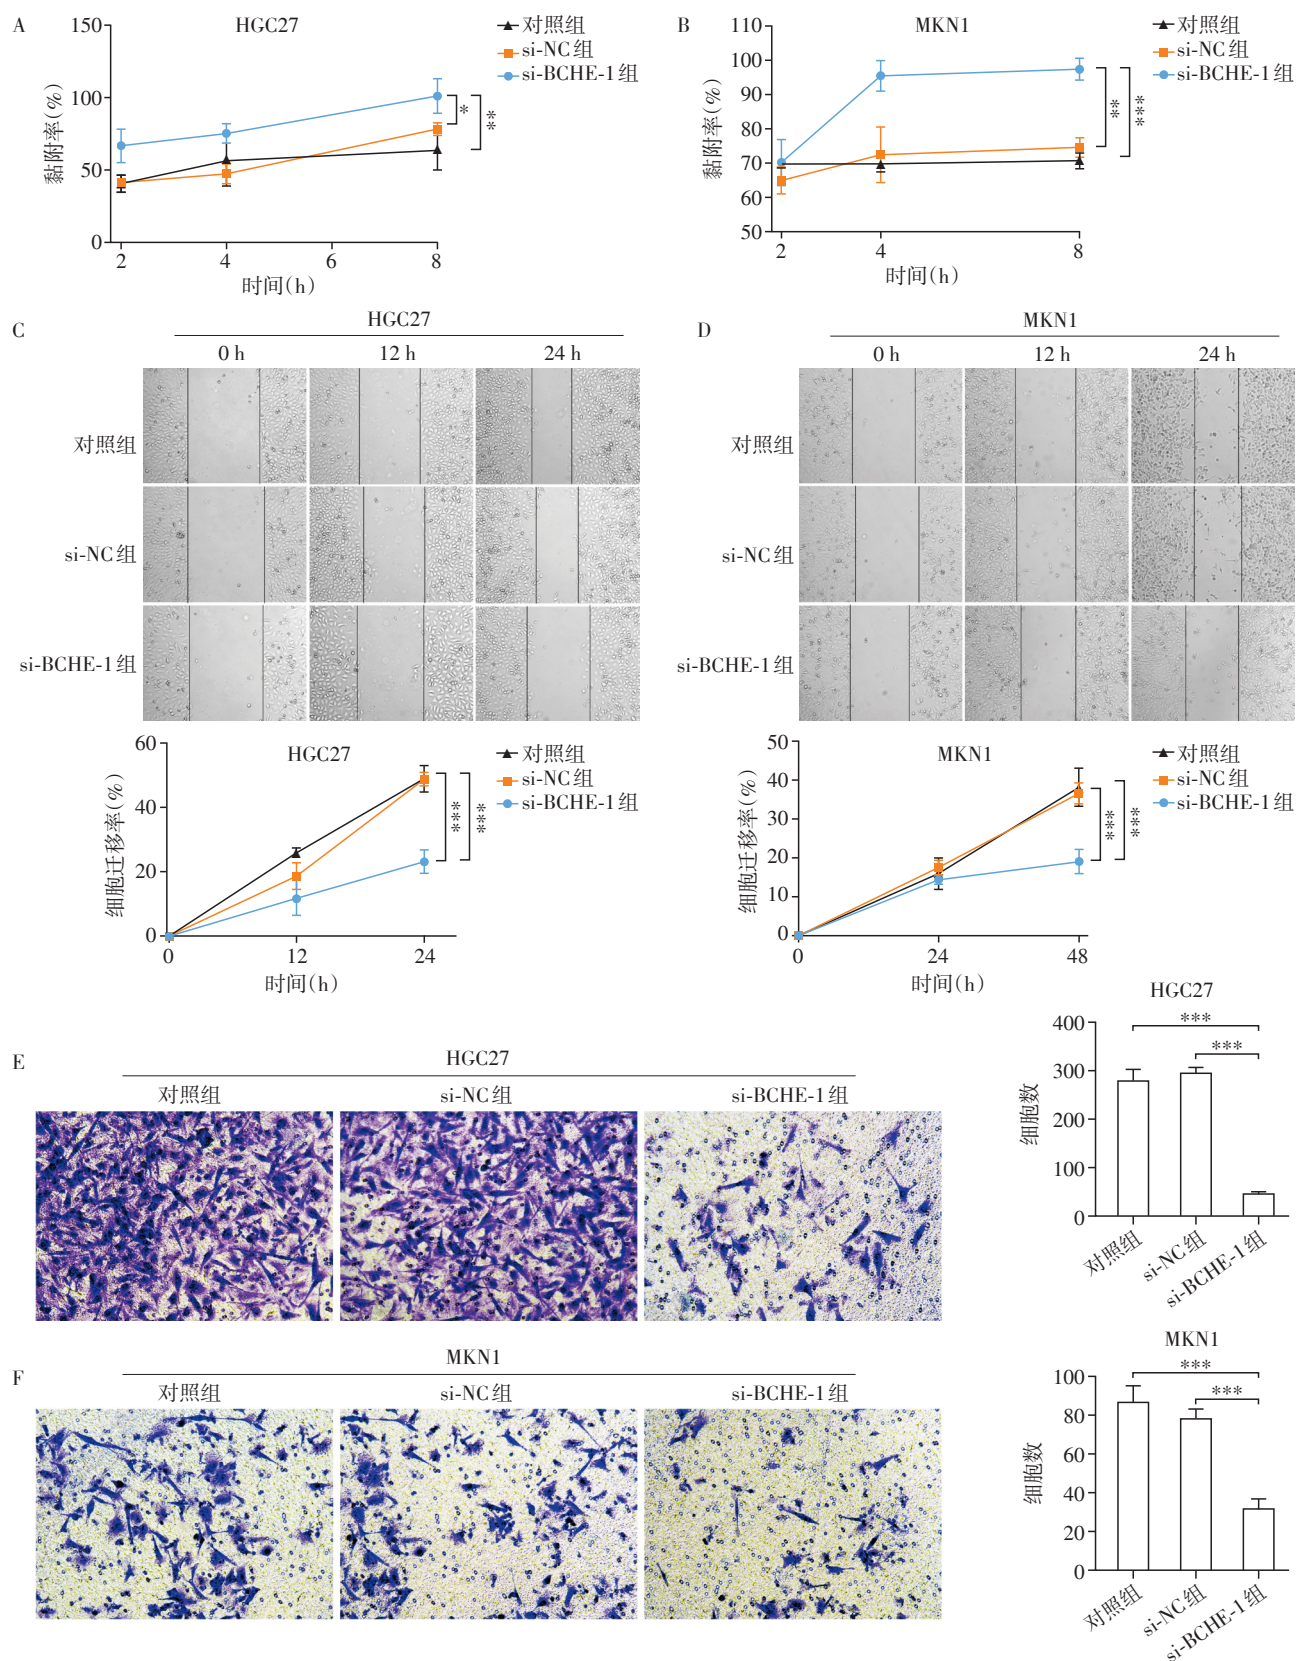 A
HGC27
对照组
si-NC组
si-BCHE-1组
黏附率(%)
150
100
50
0
*
**
2
4
6
8
时间(h)
B
MKN1
对照组
si-NC组
si-BCHE-1组
黏附率(%)
110
100
90
80
70
60
50
**
***
2
4
8
时间(h)
C
HGC27
0 h
12 h
24 h
对照组
si-NC组
si-BCHE-1组
D
MKN1
0 h
12 h
24 h
对照组
si-NC组
si-BCHE-1组
HGC27
对照组
si-NC组
si-BCHE-1组
细胞迁移率(%)
60
40
20
0
***
***
0
12
24
时间(h)
MKN1
对照组
si-NC组
si-BCHE-1组
细胞迁移率(%)
50
40
30
20
10
0
***
***
0
24
48
时间(h)
E
HGC27
对照组
si-NC组
si-BCHE-1组
HGC27
细胞数
400
300
200
100
0
***
***
对照组
si-NC组
si-BCHE-1组
F
MKN1
对照组
si-NC组
si-BCHE-1组
MKN1
细胞数
100
80
60
40
20
0
***
***
对照组
si-NC组
si-BCHE-1组